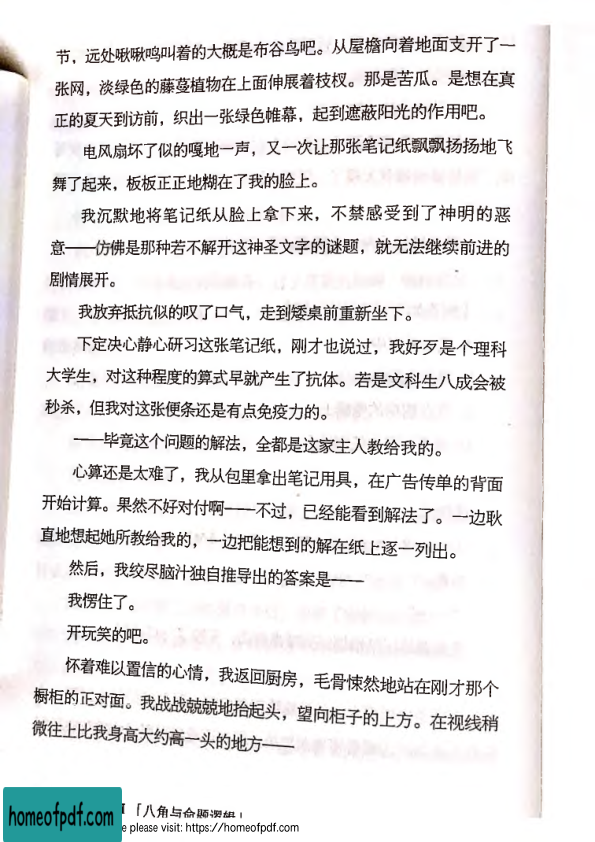 节，远处啾啾鸣叫着的大概是布谷鸟吧。从屋檐向着地面支开了一
张网，淡绿色的藤蔓植物在上面伸展着枝杈。那是苦瓜。是想在真
正的夏天到访前，织出一张绿色帷幕，起到遮蔽阳光的作用吧。
电风扇坏了似的嘎地一声，又一次让那张笔记纸飘飘扬扬地飞
舞了起来，板板正正地糊在了我的脸上。
我沉默地将笔记纸从脸上拿下来，不禁感受到了神明的恶
意——仿佛是那种若不解开这神圣文字的谜题，就无法继续前进的
剧情展开。
我放弃抵抗似的叹了口气，走到矮桌前重新坐下。
下定决心静心研习这张笔记纸，刚才也说过，我好歹是个理科
大学生，对这种程度的算式早就产生了抗体。若是文科生八成会被
秒杀，但我对这张便条还是有点免疫力的。
——毕竟这个问题的解法，全都是这家主人教给我的。
心算还是太难了，我从包里拿出笔记用具，在广告传单的背面
开始计算。果然不好对付啊——不过，已经能看到解法了。一边耿
直地想起她所教给我的，一边把能想到的解在纸上逐一列出。
然后，我绞尽脑汁独自推导出的答案是——
我愣住了。
开玩笑的吧。
怀着难以置信的心情，我返回厨房，毛骨悚然地站在刚才那个
橱柜的正对面。我战战兢兢地抬起头，望向柜子的上方。在视线稍
微往上比我身高大约高一头的地方——
「八角与命题逻辑」
homeofpdf.com
e please visit: https://homeofpdf.com